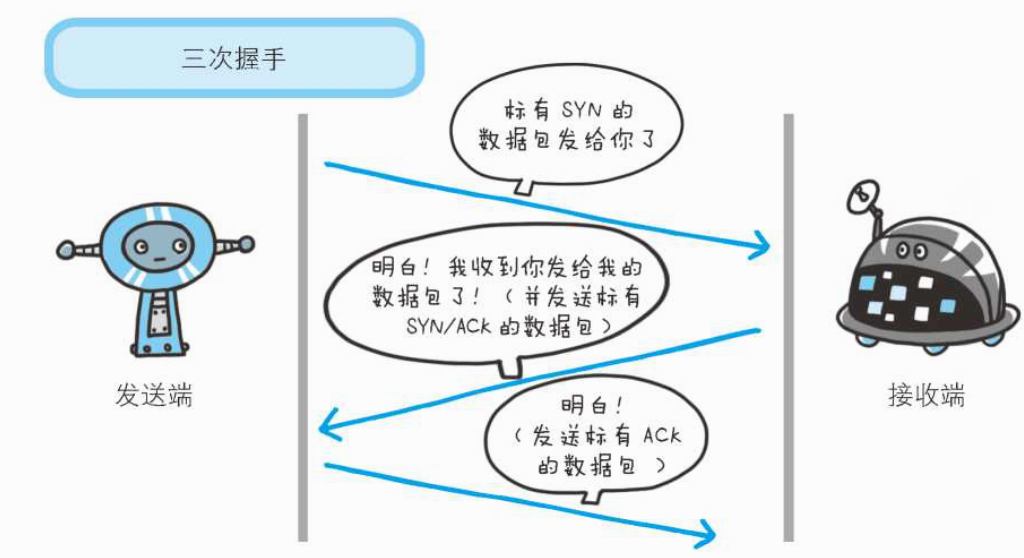 三次握手
标有 SYN 的
数据包发给你了
明白！我收到你发给我的
数据包了！（并发送标有
SYN/ACK 的数据包）
发送端
接收端
明白！
（发送标有 ACK
的数据包 ）